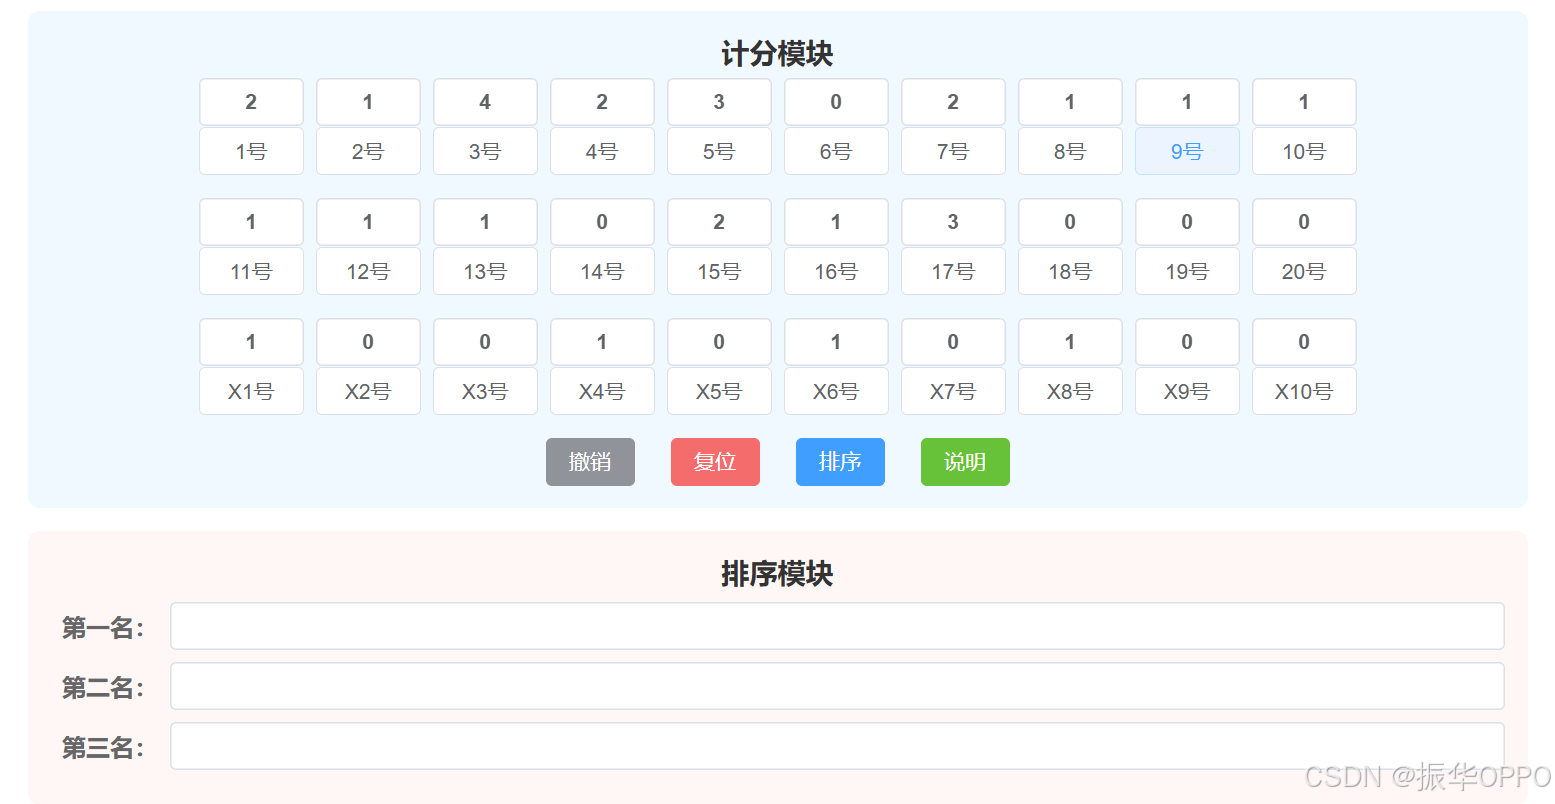 计分模块
2 1 4 2 3 0 2 1 1 1
1号 2号 3号 4号 5号 6号 7号 8号 9号 10号
1 1 1 0 2 1 3 0 0 0
11号 12号 13号 14号 15号 16号 17号 18号 19号 20号
1 0 0 1 0 1 0 1 0 0
X1号 X2号 X3号 X4号 X5号 X6号 X7号 X8号 X9号 X10号
撤销 复位 排序 说明
排序模块
第一名：
第二名：
第三名：
CSDN @振华OPPO